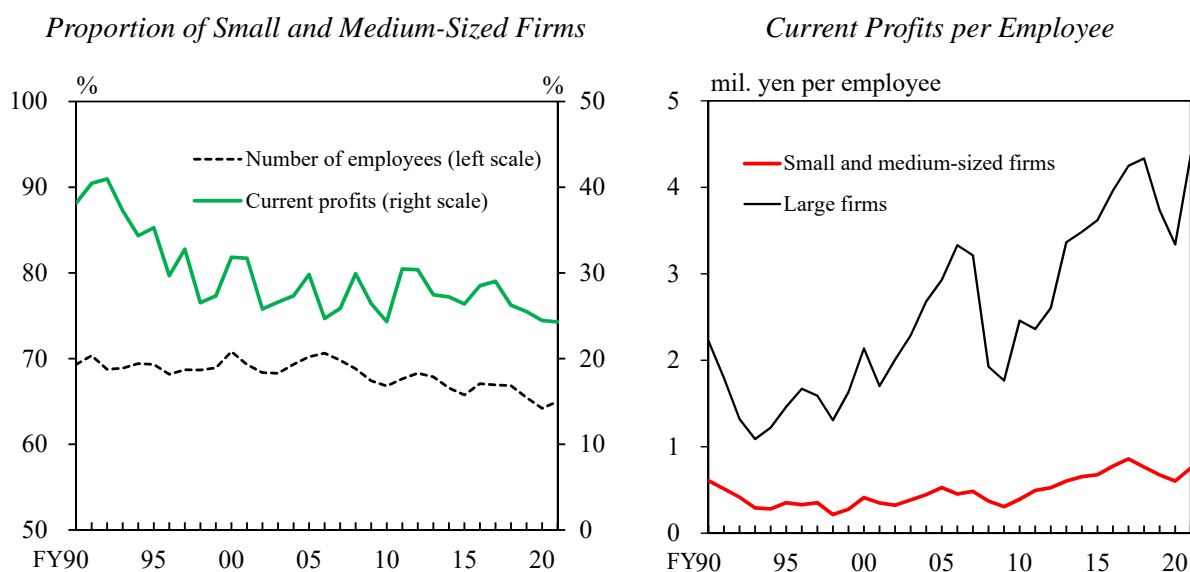 Proportion of Small and Medium-Sized Firms
% %
100 50
Number of employees (left scale)
90 40
Current profits (right scale)
80 30
70 20
60 10
50 0
FY90 95 00 05 10 15 20
Current Profits per Employee
mil. yen per employee
5
Small and medium-sized firms
4
Large firms
3
2
1
0
FY90 95 00 05 10 15 20